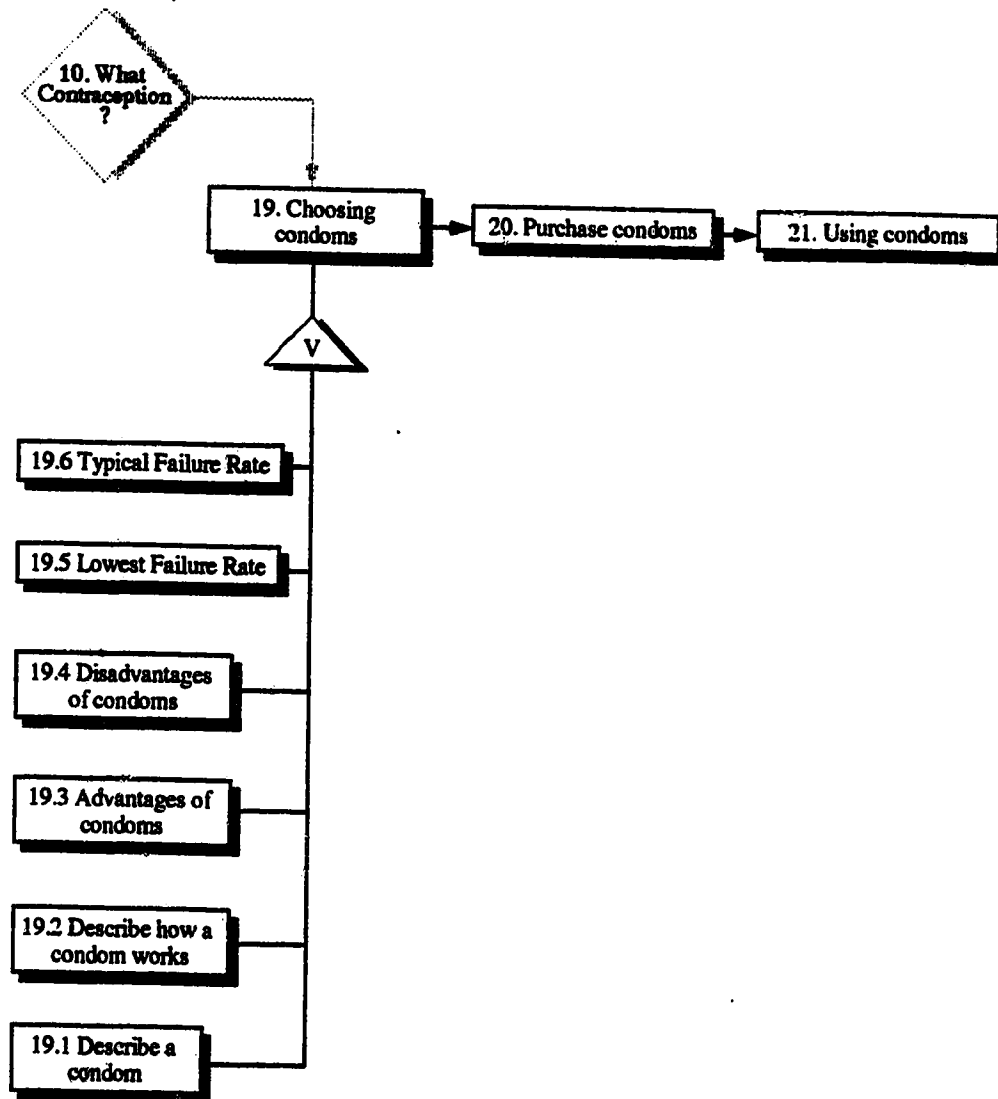 10. What
Contraception
?
19. Choosing
condoms
20. Purchase condoms
21. Using condoms
V
19.6 Typical Failure Rate
19.5 Lowest Failure Rate
19.4 Disadvantages
of condoms
19.3 Advantages of
condoms
19.2 Describe how a
condom works
19.1 Describe a
condom